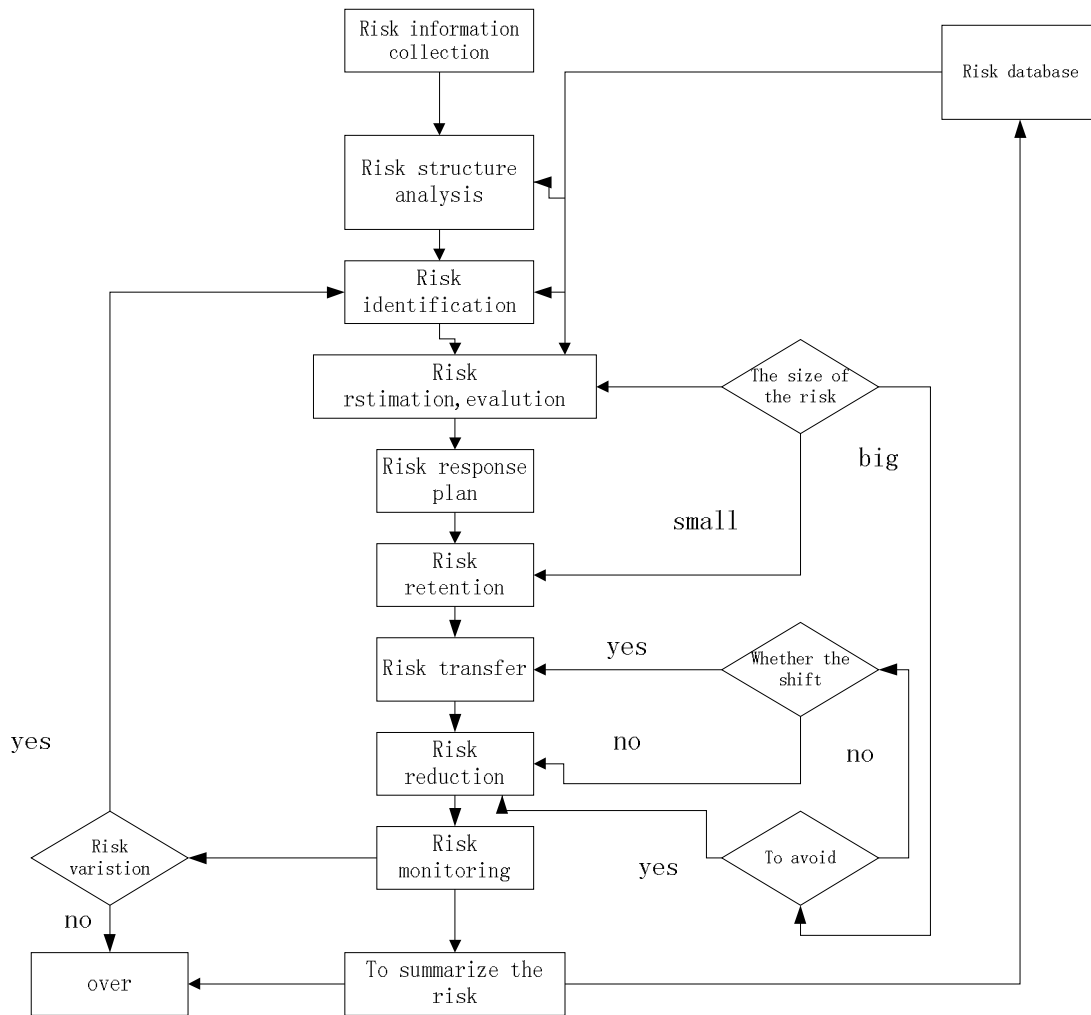 Risk information
collection
Risk database
Risk structure
analysis
Risk
identification
Risk
rstimation,evalution
The size of
the risk
big
Risk response
plan
small
Risk
retention
yes
Risk transfer
Whether the
shift
yes
no
no
Risk
reduction
Risk
varistion
Risk
monitoring
yes
To avoid
no
over
To summarize the
risk